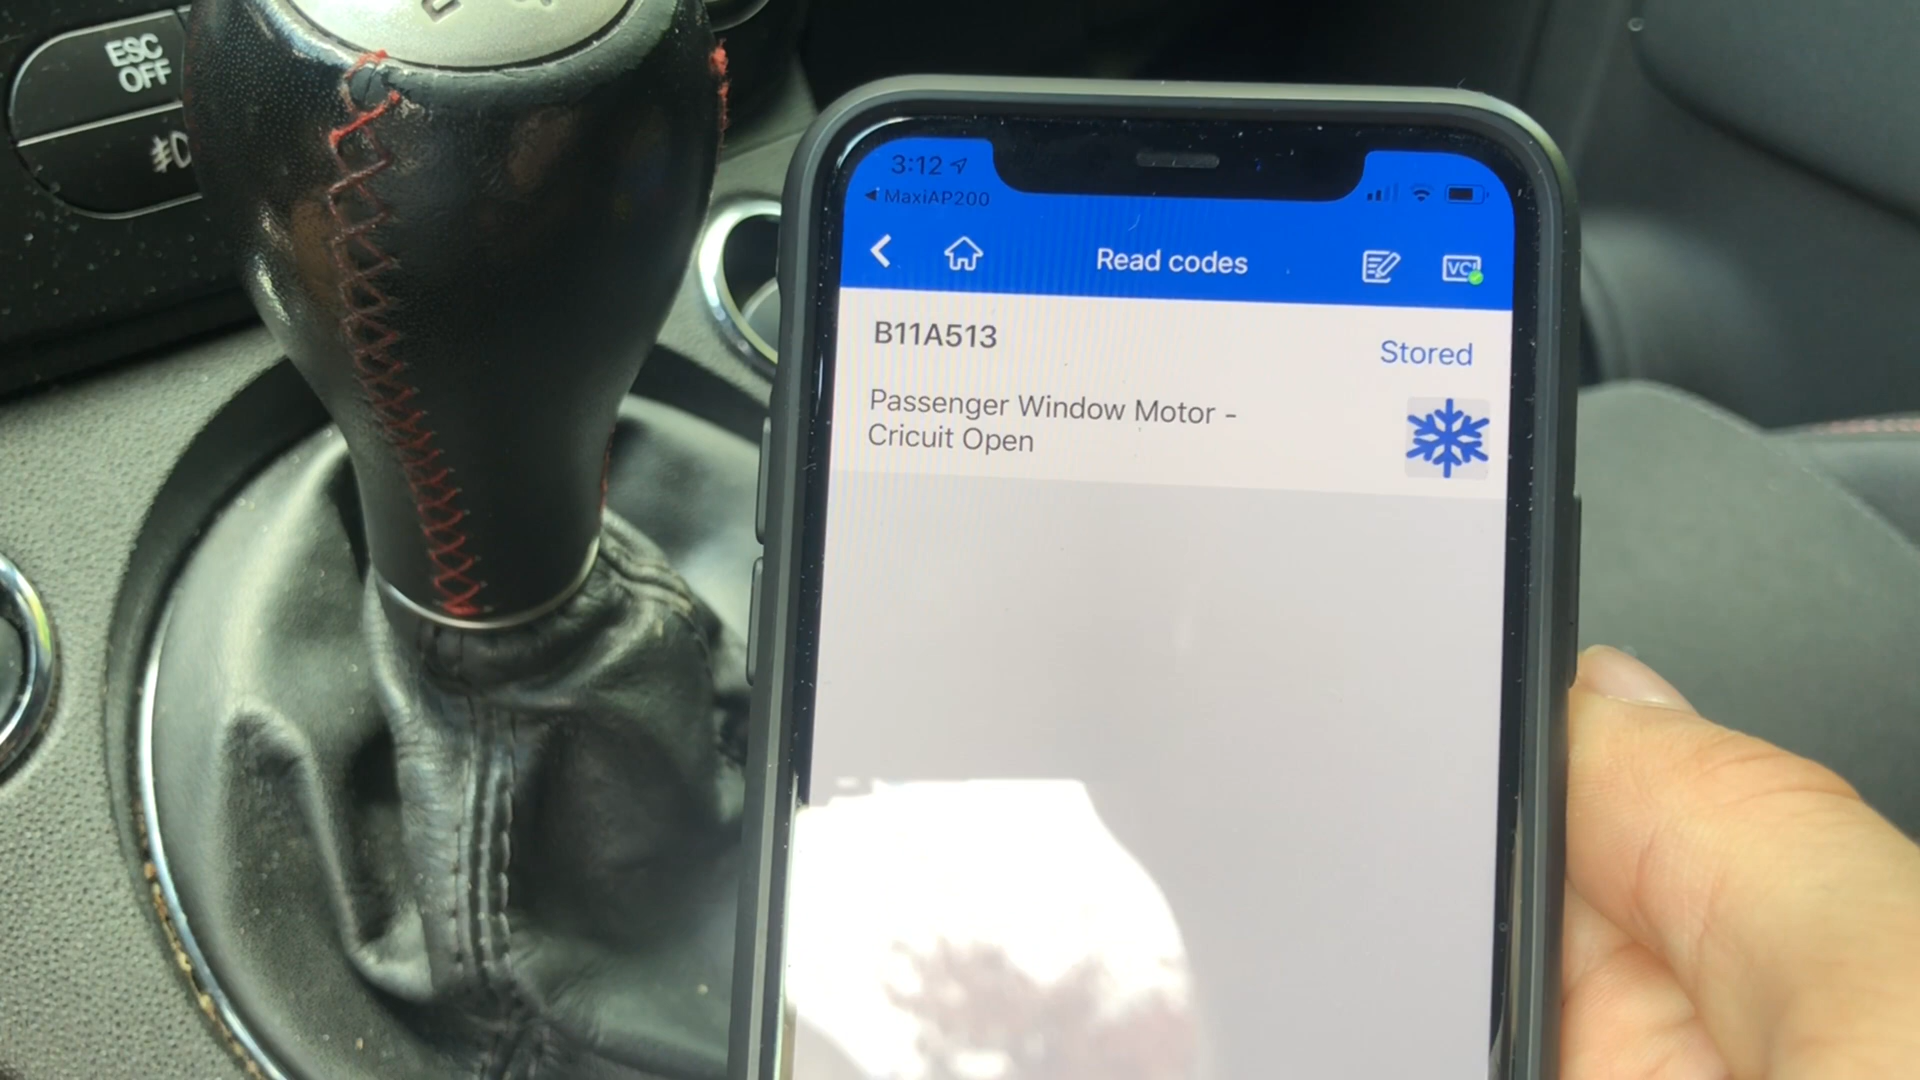 ESC
OFF
3:12
MaxiAP200
Read codes
VCI
B11A513
Stored
Passenger Window Motor -
Cricuit Open